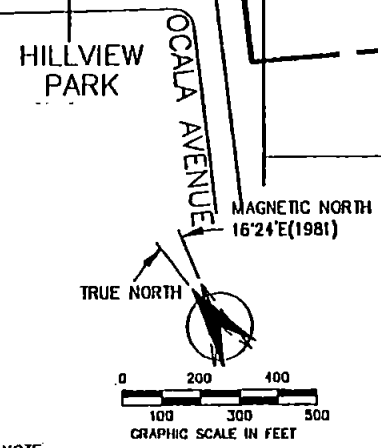 HILLVIEW
PARK
OCALA AVENUE
MAGNETIC NORTH
16°24'E(1981)
TRUE NORTH
0 200 400
100 300 500
GRAPHIC SCALE IN FEET